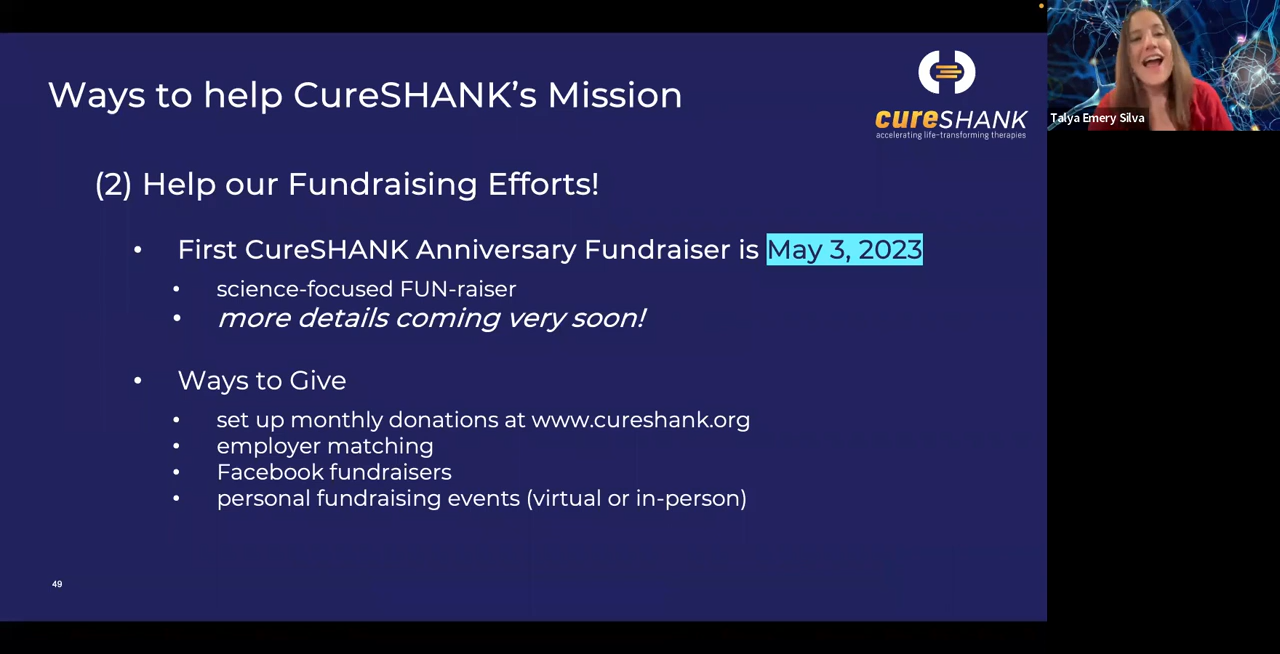 Ways to help CureSHANK's Mission
cureSHANK
accelerating life-transforming therapies
Talya Emery Silva
(2) Help our Fundraising Efforts!
• First CureSHANK Anniversary Fundraiser is May 3, 2023
• science-focused FUN-raiser
• more details coming very soon!
• Ways to Give
• set up monthly donations at www.cureshank.org
• employer matching
• Facebook fundraisers
• personal fundraising events (virtual or in-person)
49